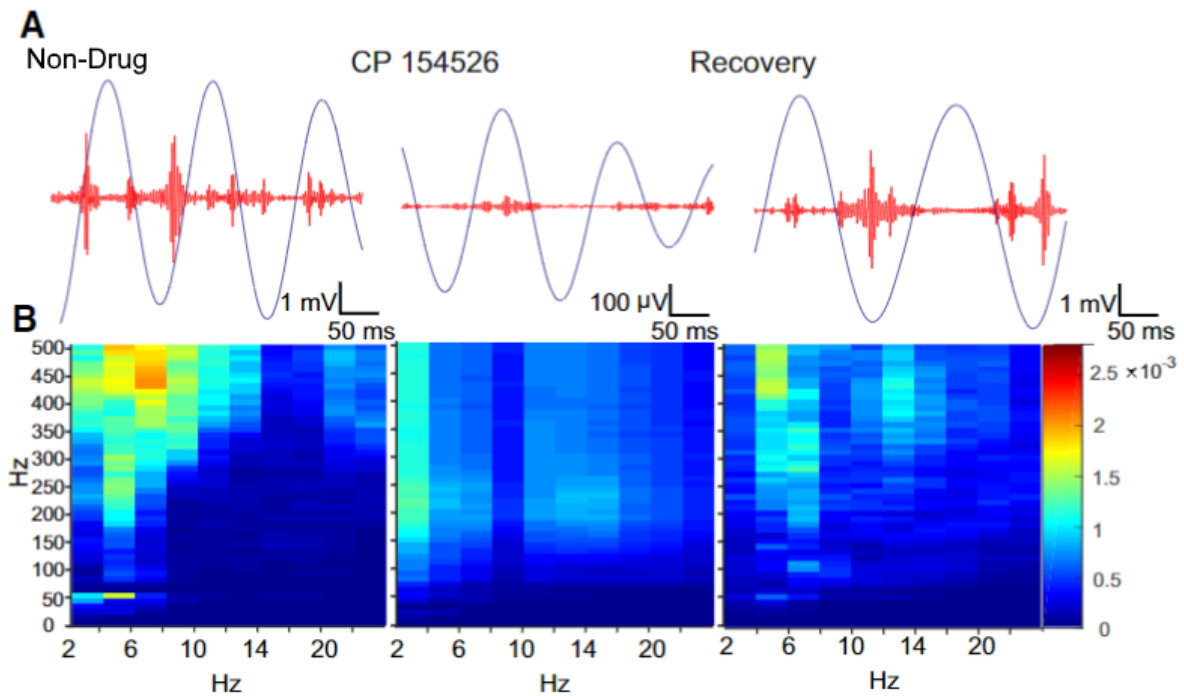 A
Non-Drug CP 154526 Recovery
1 mV 100 µV 1 mV
50 ms 50 ms 50 ms
B
500
450
400
350
300
250
200
150
100
50
0
Hz
2 6 10 14 20
Hz
2 6 10 14 20
Hz
2 6 10 14 20
Hz
2.5 ×10⁻³
2
1.5
1
0.5
0